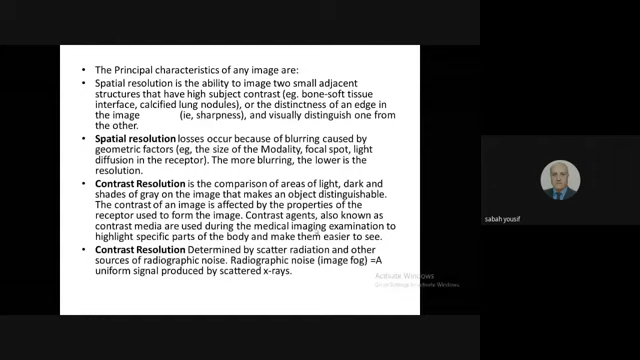 • The Principal characteristics of any image are:
• Spatial resolution is the ability to image two small adjacent
structures that have high subject contrast (eg. bone-soft tissue
interface, calcified lung nodules), or the distinctness of an edge in
the image (ie, sharpness), and visually distinguish one from
the other.
• Spatial resolution losses occur because of blurring caused by
geometric factors (eg, the size of the Modality, focal spot, light
diffusion in the receptor). The more blurring, the lower is the
resolution.
• Contrast Resolution is the comparison of areas of light, dark and
shades of gray on the image that makes an object distinguishable.
The contrast of an image is affected by the properties of the
receptor used to form the image. Contrast agents, also known as
contrast media are used during the medical imaging examination to
highlight specific parts of the body and make them easier to see.
• Contrast Resolution Determined by scatter radiation and other
sources of radiographic noise. Radiographic noise (image fog) =A
uniform signal produced by scattered x-rays.
sabah yousif
Activate Windows
Go to Settings to activate Windows.